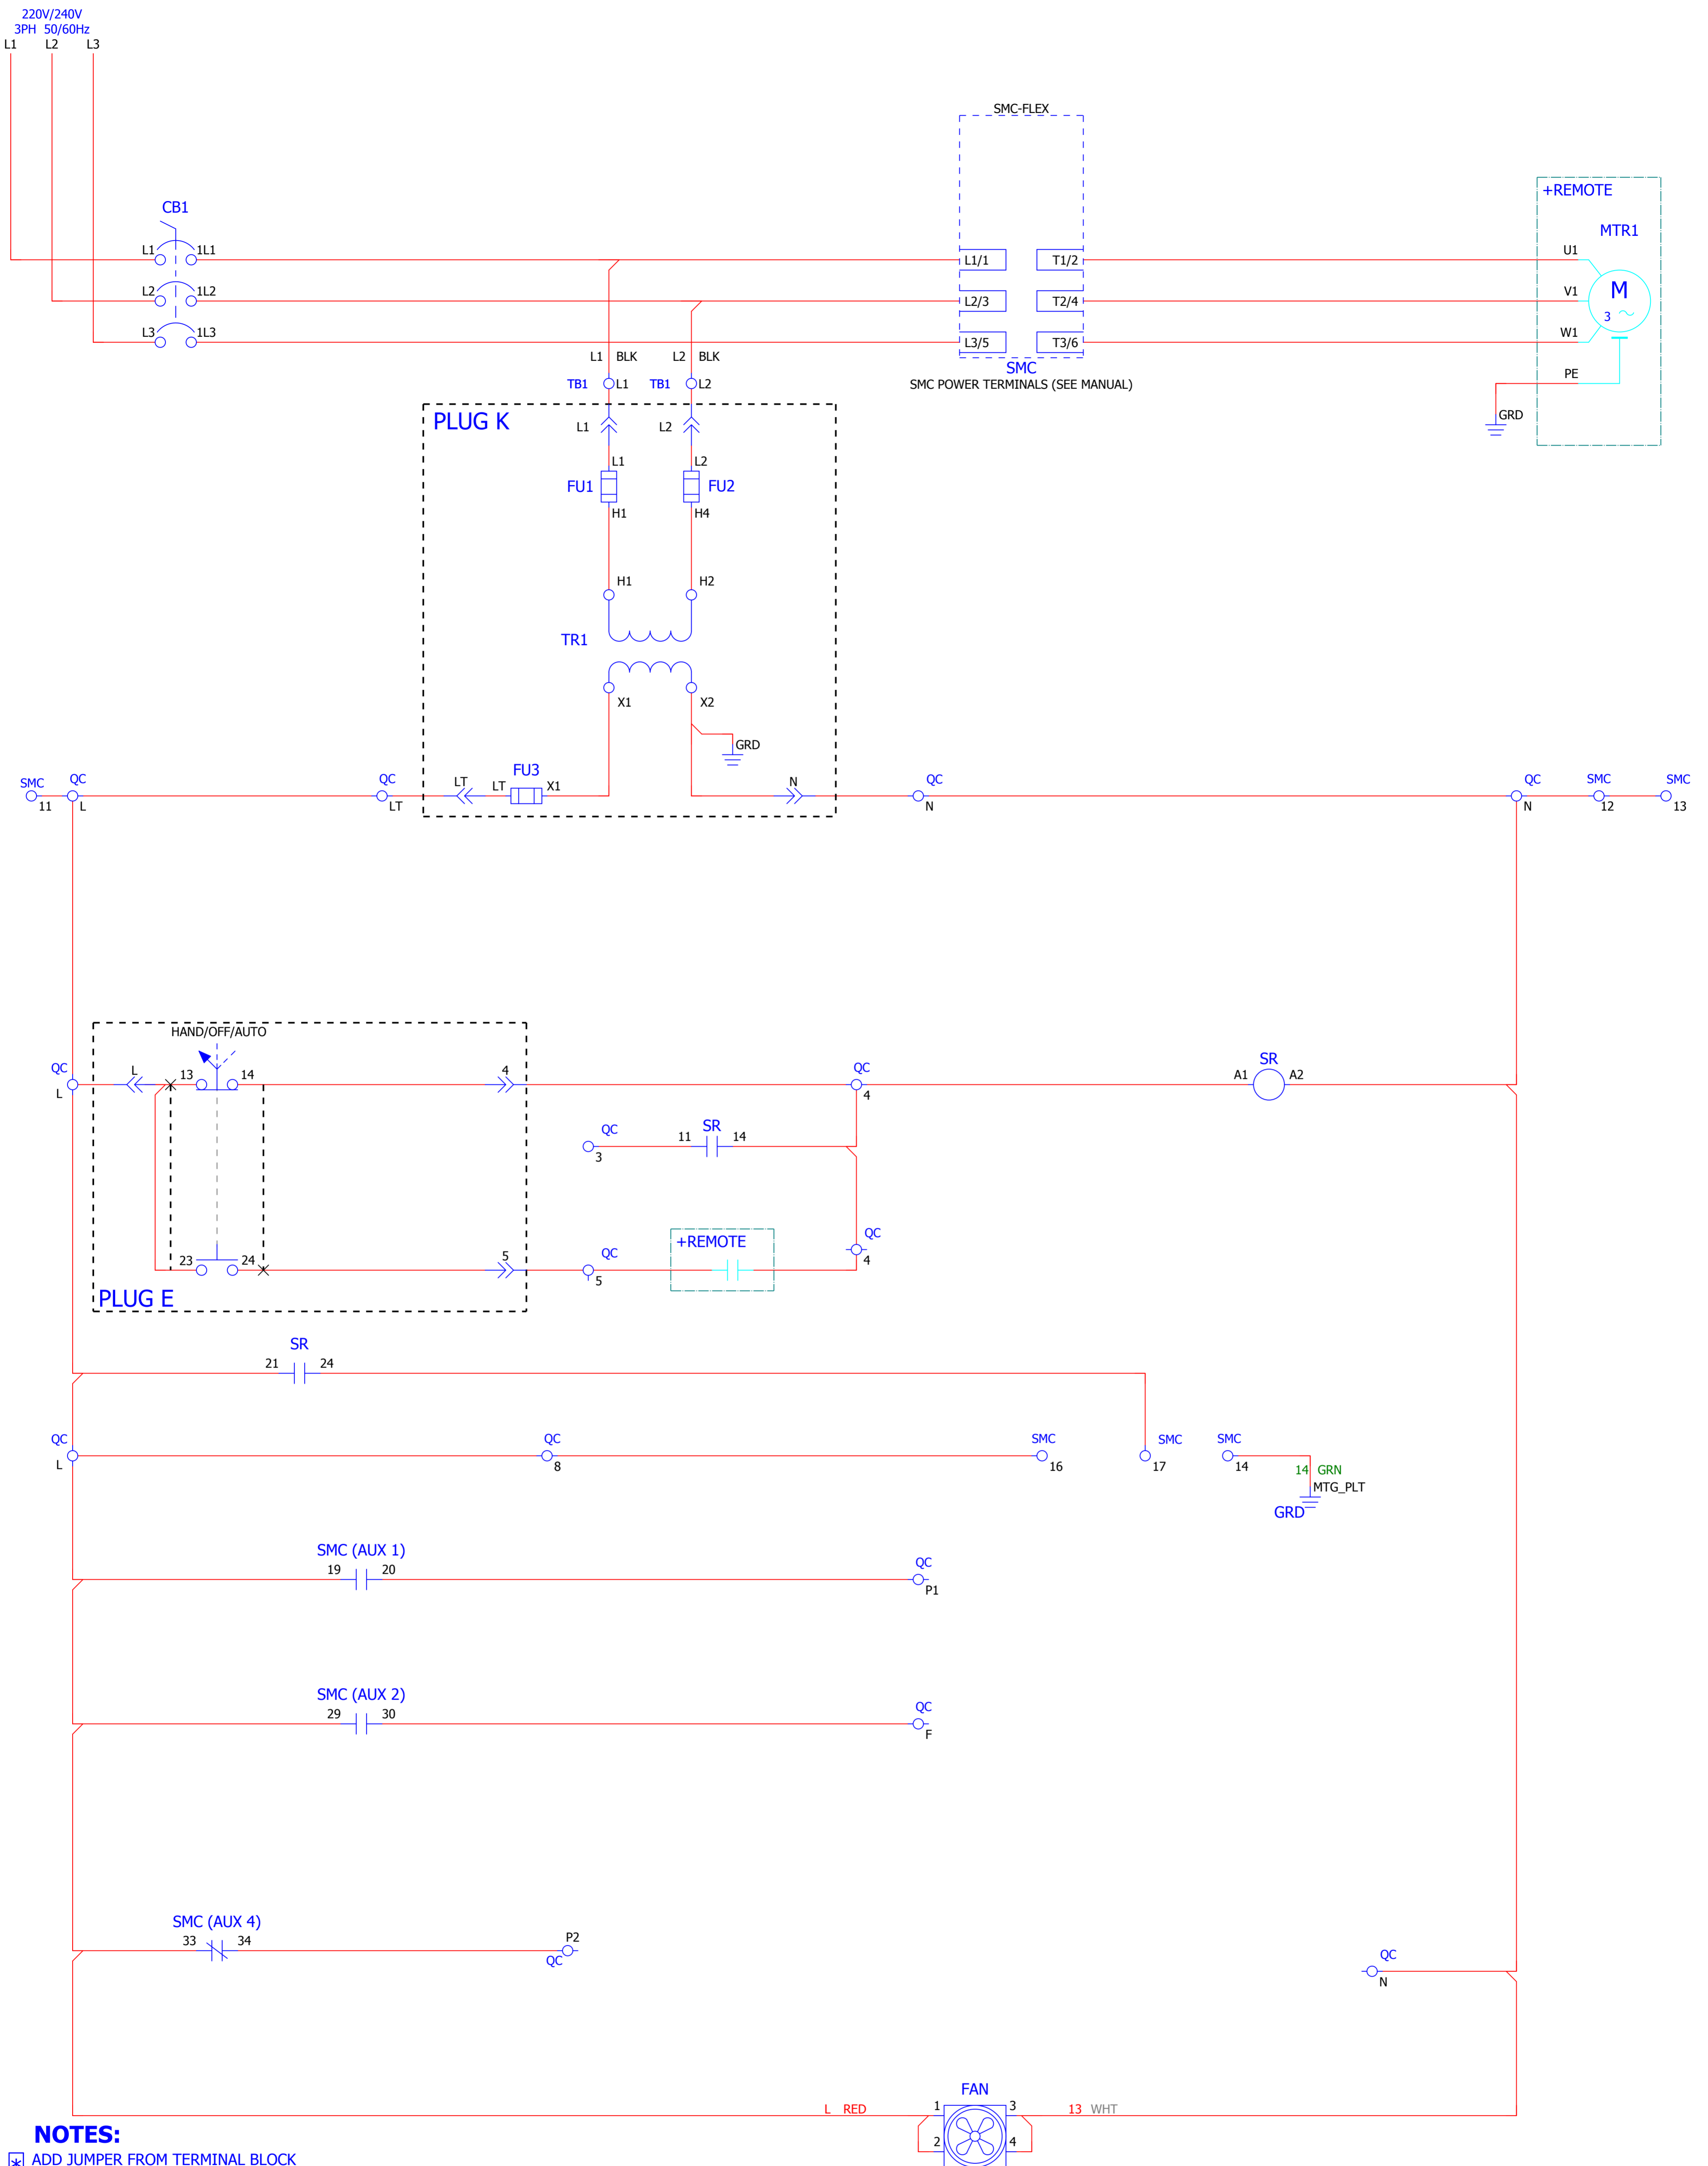 220V/240V
3PH 50/60Hz
L1 L2 L3
SMC-FLEX
+REMOTE
CB1
MTR1
L1 1L1
L1/1 T1/2
U1
L2 1L2
L2/3 T2/4
V1
M
3
L3 1L3
L3/5 T3/6
W1
L1 BLK L2 BLK
SMC
TB1 L1 TB1 L2
SMC POWER TERMINALS (SEE MANUAL)
PE
GRD
PLUG K
L1 L2
L1 L2
FU1 FU2
H1 H4
H1 H2
TR1
X1 X2
GRD
FU3
SMC QC QC LT LT X1 N QC QC SMC SMC
11 L LT N N 12 13
HAND/OFF/AUTO
QC L 13 14 4 QC A1 SR A2
L 4
QC 11 SR 14
3
+REMOTE QC
23 24 5 QC
5 4
PLUG E
SR
21 24
QC QC SMC SMC SMC
L 8 16 17 14
14 GRN
MTG_PLT
GRD
SMC (AUX 1)
19 20 QC
P1
SMC (AUX 2)
29 30 QC
F
SMC (AUX 4)
33 34 P2
QC
QC
N
FAN
L RED 1 3 13 WHT
2 4
NOTES:
* ADD JUMPER FROM TERMINAL BLOCK